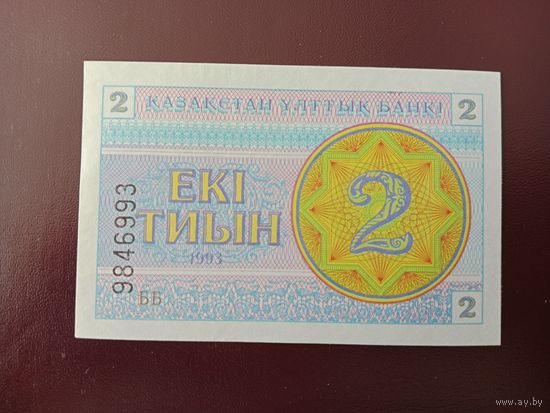 2 ҚАЗАҚСТАН ҰЛТТЫҚ БАНКІ 2
ЕКІ
ТИЫН
1993
2
9846993
ББ
2
www.ay.by